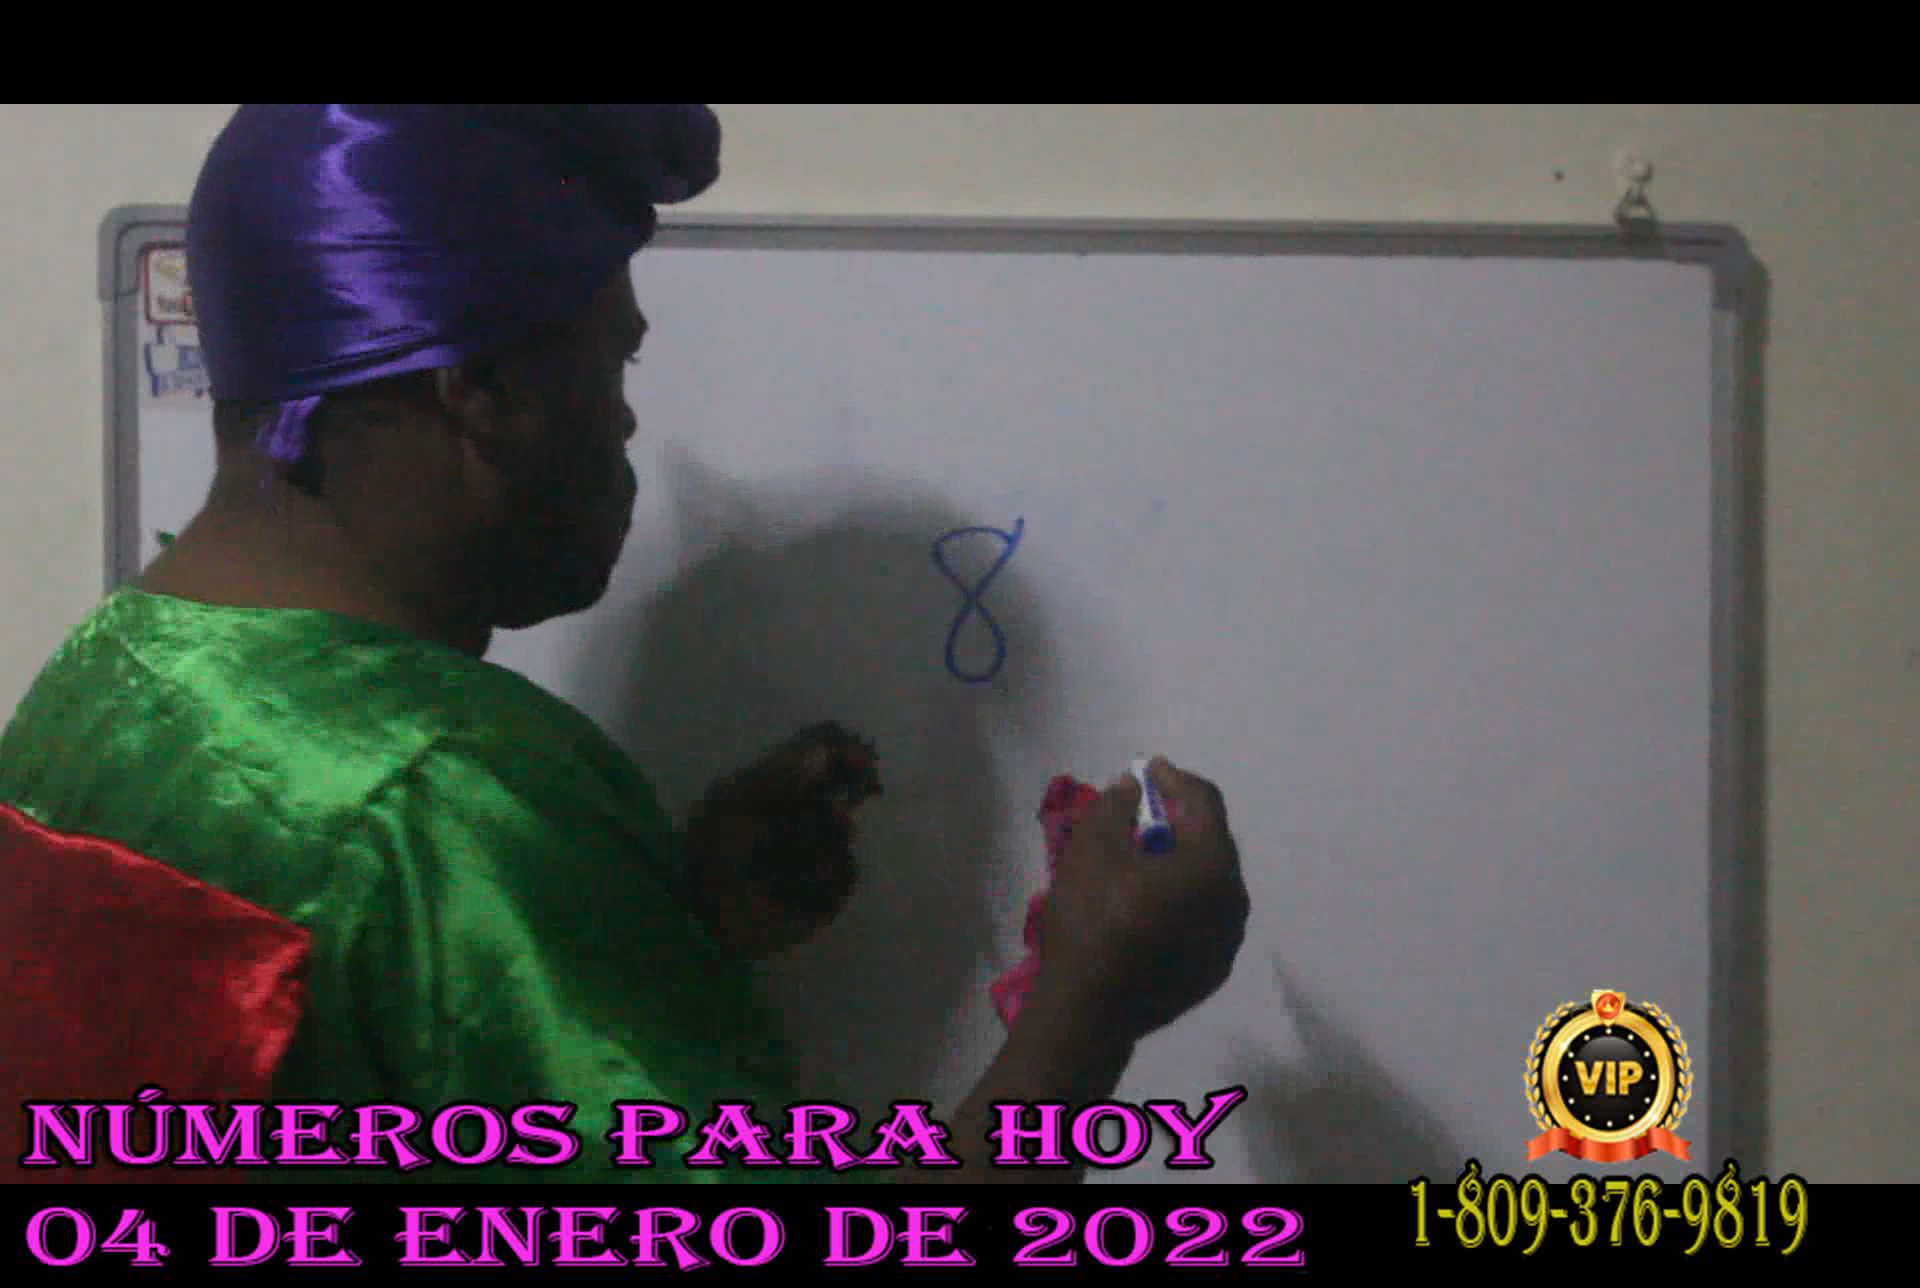 8
VIP
NÚMEROS PARA HOY
04 DE ENERO DE 2022
1-809-376-9819